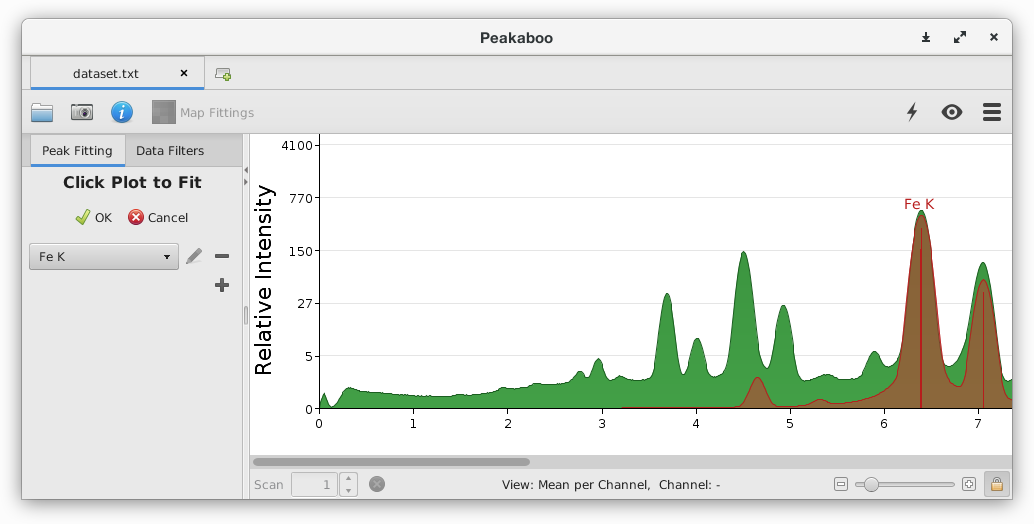 Peakaboo
dataset.txt
Map Fittings
Peak Fitting Data Filters
Click Plot to Fit
OK Cancel
Fe K
Relative Intensity
4100
770
150
27
5
0
Fe K
0 1 2 3 4 5 6 7
Scan 1 View: Mean per Channel, Channel: -